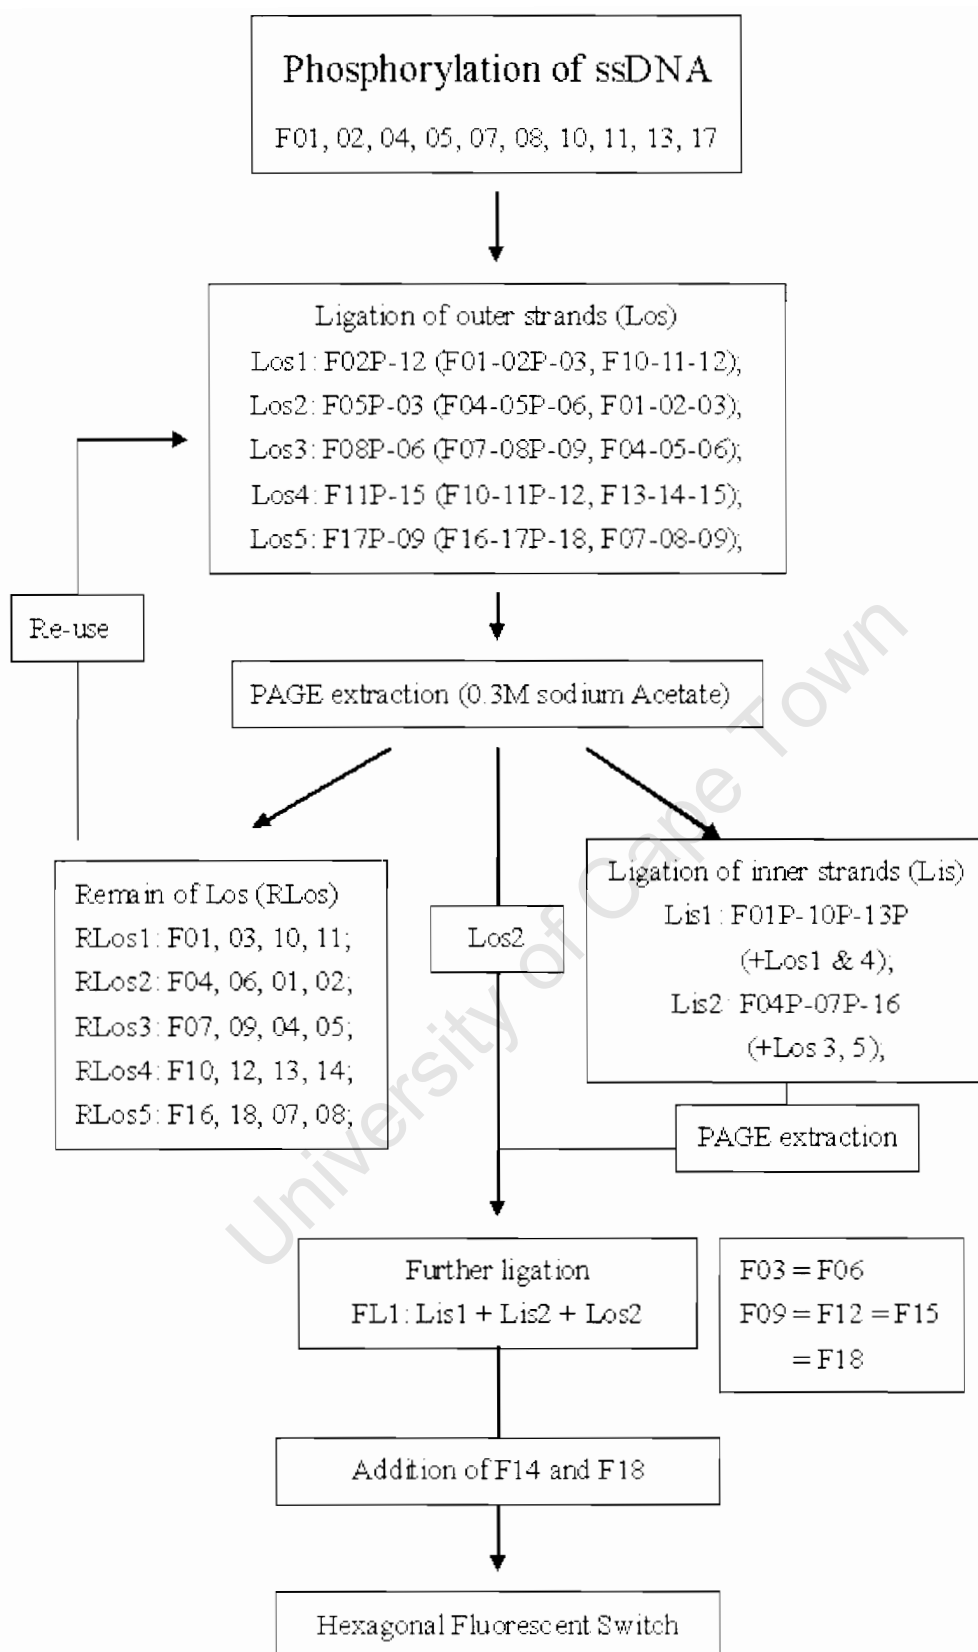 Phosphorylation of ssDNA
F01, 02, 04, 05, 07, 08, 10, 11, 13, 17
Ligation of outer strands (Los)
Los1: F02P-12 (F01-02P-03, F10-11-12);
Los2: F05P-03 (F04-05P-06, F01-02-03);
Los3: F08P-06 (F07-08P-09, F04-05-06);
Los4: F11P-15 (F10-11P-12, F13-14-15);
Los5: F17P-09 (F16-17P-18, F07-08-09);
Re-use
PAGE extraction (0.3M sodium Acetate)
Remain of Los (RLos)
RLos1: F01, 03, 10, 11;
RLos2: F04, 06, 01, 02;
RLos3: F07, 09, 04, 05;
RLos4: F10, 12, 13, 14;
RLos5: F16, 18, 07, 08;
Los2
Ligation of inner strands (Lis)
Lis1: F01P-10P-13P
(+Los1 & 4);
Lis2: F04P-07P-16
(+Los 3, 5);
PAGE extraction
Further ligation
FL1: Lis1 + Lis2 + Los2
F03 = F06
F09 = F12 = F15
= F18
Addition of F14 and F18
Hexagonal Fluorescent Switch
University of Cape Town